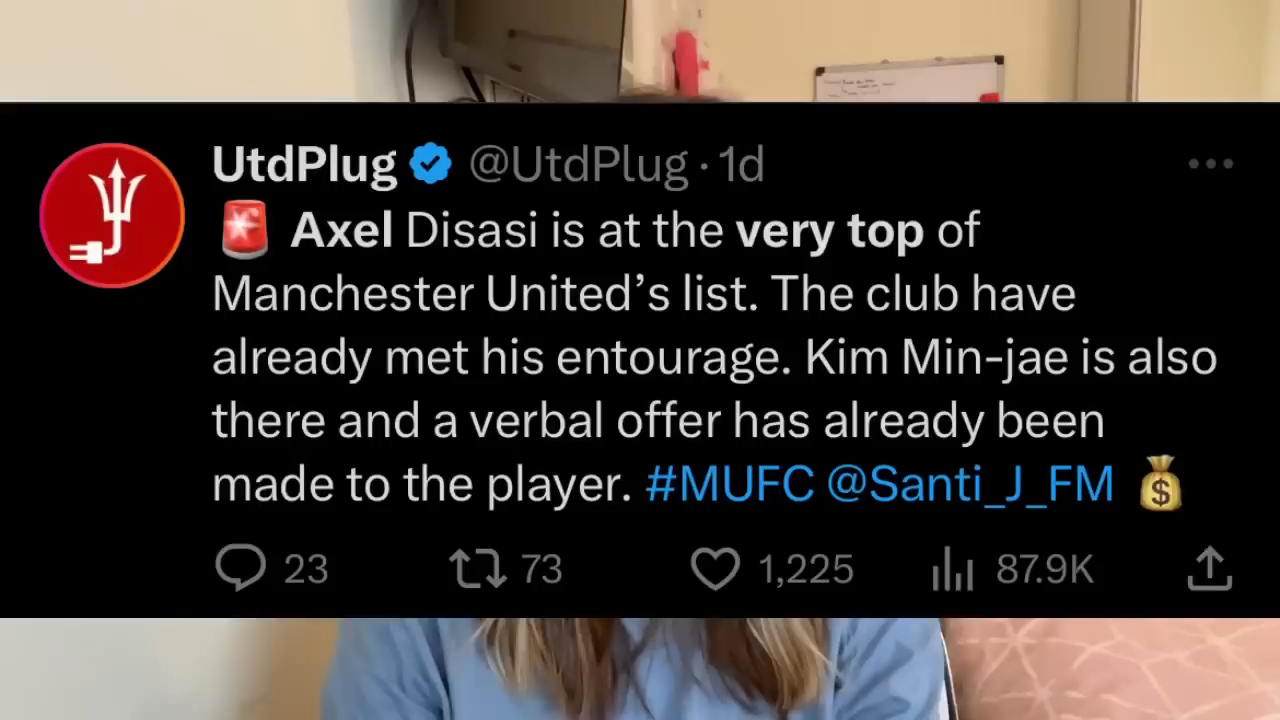 UtdPlug @UtdPlug · 1d
🚨 Axel Disasi is at the very top of
Manchester United’s list. The club have
already met his entourage. Kim Min-jae is also
there and a verbal offer has already been
made to the player. #MUFC @Santi_J_FM 💰
23 73 1,225 87.9K